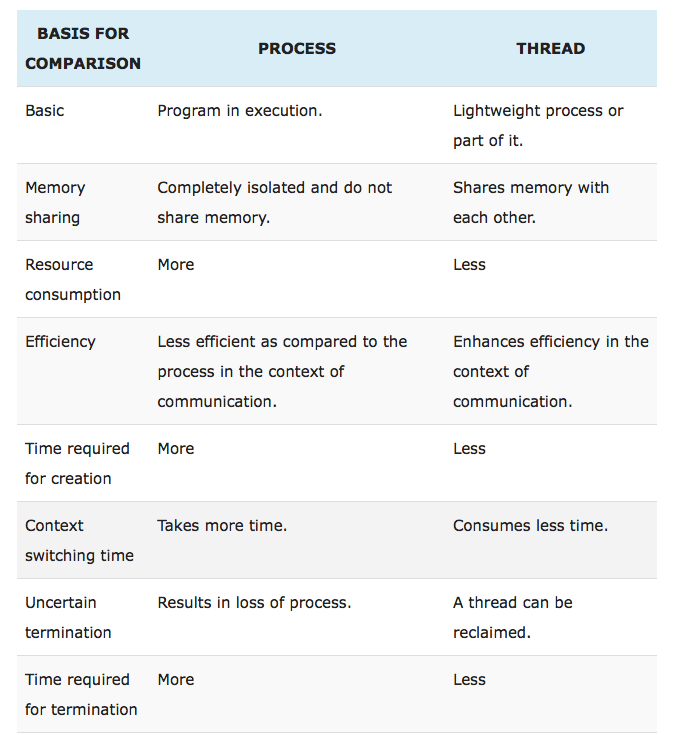 BASIS FOR COMPARISON PROCESS THREAD
Basic Program in execution. Lightweight process or
part of it.
Memory Completely isolated and do not Shares memory with
sharing share memory. each other.
Resource More Less
consumption
Efficiency Less efficient as compared to the Enhances efficiency in the
process in the context of context of
communication. communication.
Time required More Less
for creation
Context Takes more time. Consumes less time.
switching time
Uncertain Results in loss of process. A thread can be
termination reclaimed.
Time required More Less
for termination